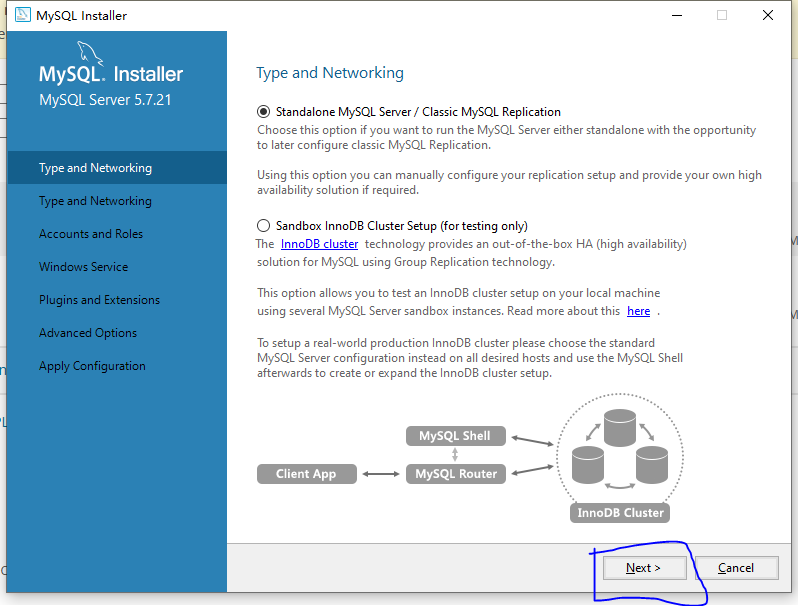 MySQL Installer
MySQL. Installer
MySQL Server 5.7.21
Type and Networking
Type and Networking
Accounts and Roles
Windows Service
Plugins and Extensions
Advanced Options
Apply Configuration
Type and Networking
Standalone MySQL Server / Classic MySQL Replication
Choose this option if you want to run the MySQL Server either standalone with the opportunity
to later configure classic MySQL Replication.
Using this option you can manually configure your replication setup and provide your own high
availability solution if required.
Sandbox InnoDB Cluster Setup (for testing only)
The InnoDB cluster technology provides an out-of-the-box HA (high availability)
solution for MySQL using Group Replication technology.
This option allows you to test an InnoDB cluster setup on your local machine
using several MySQL Server sandbox instances. Read more about this here .
To setup a real-world production InnoDB cluster please choose the standard
MySQL Server configuration instead on all desired hosts and use the MySQL Shell
afterwards to create or expand the InnoDB cluster setup.
MySQL Shell
Client App
MySQL Router
InnoDB Cluster
Next >
Cancel